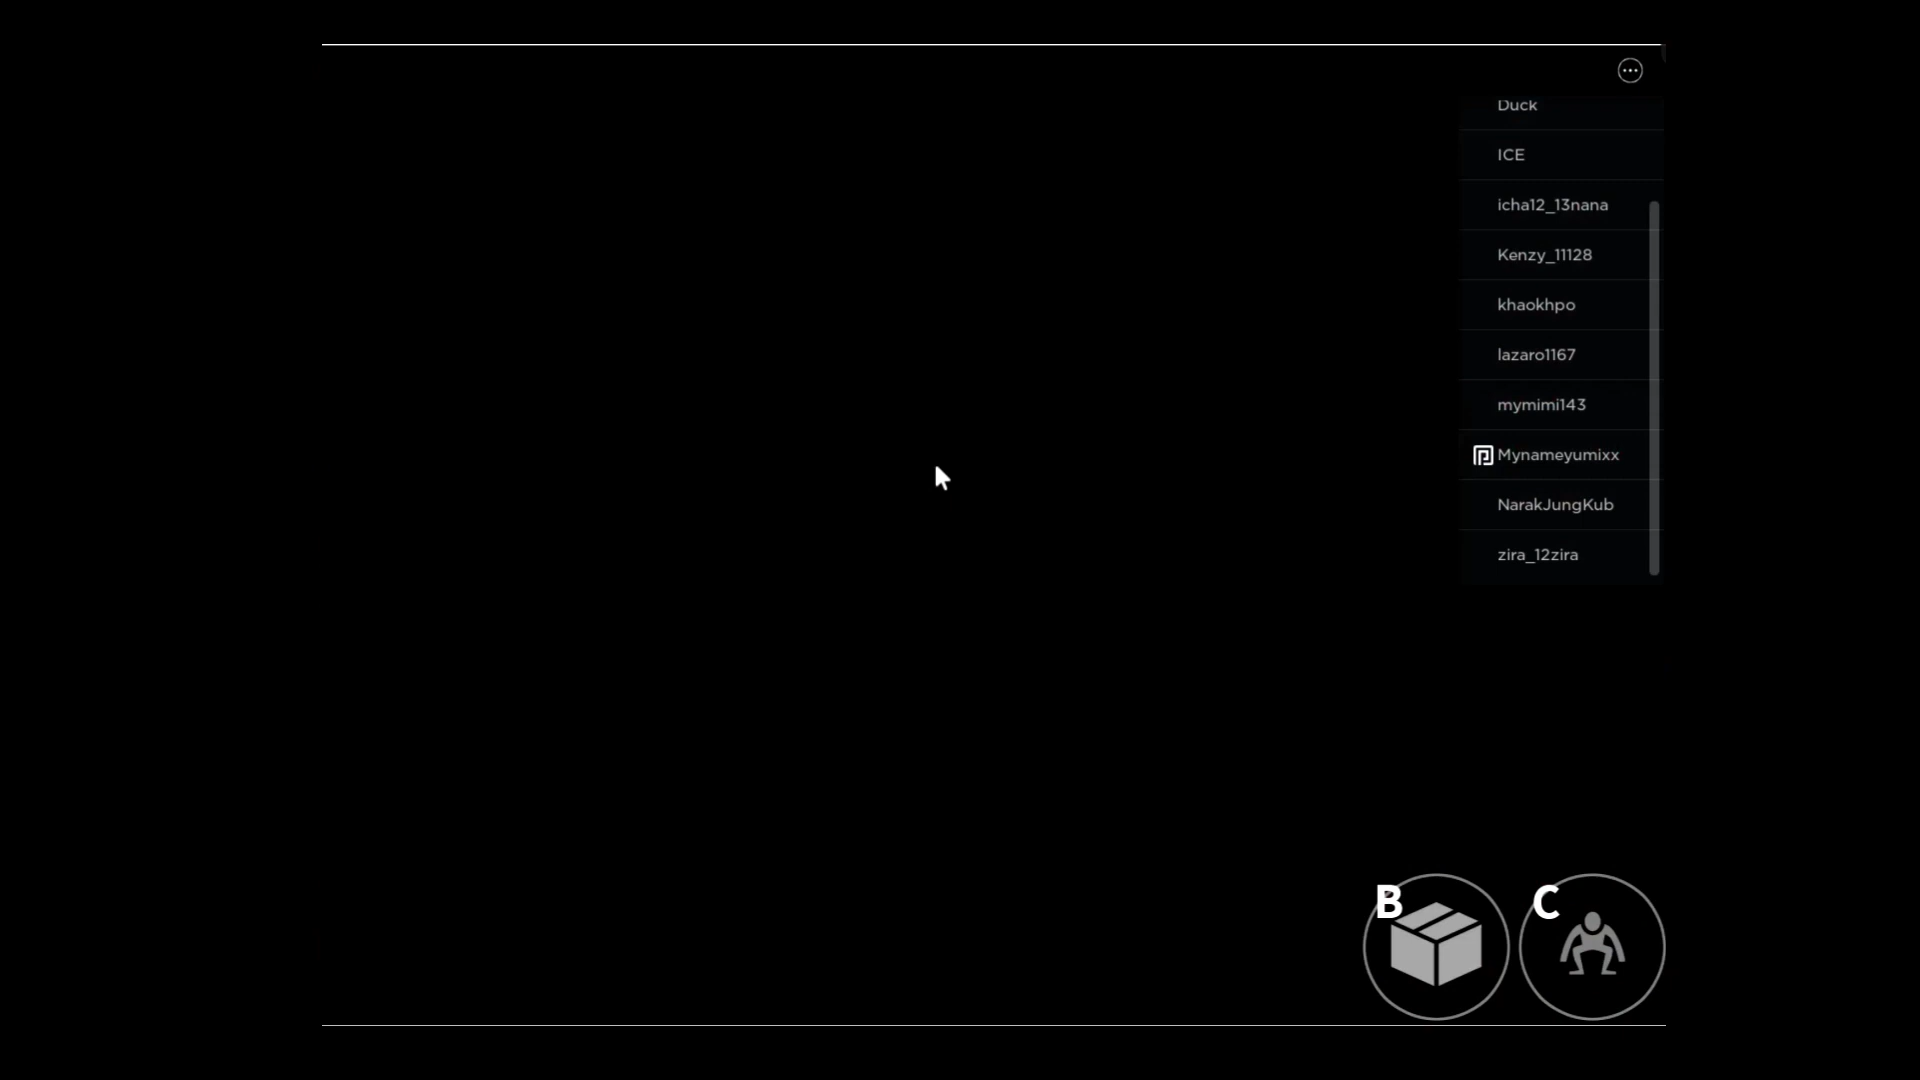 Duck
ICE
icha12_13nana
Kenzy_11128
khaokhpo
lazaro1167
mymimi143
Mynameyumixx
NarakJungKub
zira_12zira
B
C